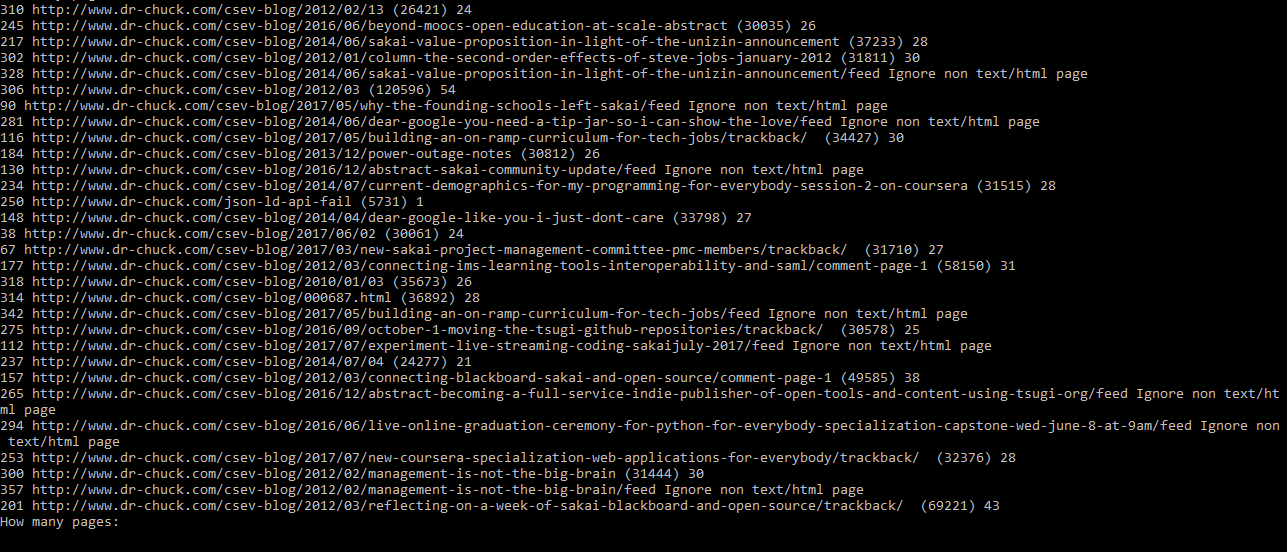 310 http://www.dr-chuck.com/csev-blog/2012/02/13 (26421) 24
245 http://www.dr-chuck.com/csev-blog/2016/06/beyond-moocs-open-education-at-scale-abstract (30035) 26
217 http://www.dr-chuck.com/csev-blog/2014/06/sakai-value-proposition-in-light-of-the-unizin-announcement (37233) 28
302 http://www.dr-chuck.com/csev-blog/2012/01/column-the-second-order-effects-of-steve-jobs-january-2012 (31811) 30
328 http://www.dr-chuck.com/csev-blog/2014/06/sakai-value-proposition-in-light-of-the-unizin-announcement/feed Ignore non text/html page
306 http://www.dr-chuck.com/csev-blog/2012/03 (120596) 54
90 http://www.dr-chuck.com/csev-blog/2017/05/why-the-founding-schools-left-sakai/feed Ignore non text/html page
281 http://www.dr-chuck.com/csev-blog/2014/06/dear-google-you-need-a-tip-jar-so-i-can-show-the-love/feed Ignore non text/html page
116 http://www.dr-chuck.com/csev-blog/2017/05/building-an-on-ramp-curriculum-for-tech-jobs/trackback/  (34427) 30
184 http://www.dr-chuck.com/csev-blog/2013/12/power-outage-notes (30812) 26
130 http://www.dr-chuck.com/csev-blog/2016/12/abstract-sakai-community-update/feed Ignore non text/html page
234 http://www.dr-chuck.com/csev-blog/2014/07/current-demographics-for-my-programming-for-everybody-session-2-on-coursera (31515) 28
250 http://www.dr-chuck.com/json-ld-api-fail (5731) 1
148 http://www.dr-chuck.com/csev-blog/2014/04/dear-google-like-you-i-just-dont-care (33798) 27
38 http://www.dr-chuck.com/csev-blog/2017/06/02 (30061) 24
67 http://www.dr-chuck.com/csev-blog/2017/03/new-sakai-project-management-committee-pmc-members/trackback/  (31710) 27
177 http://www.dr-chuck.com/csev-blog/2012/03/connecting-ims-learning-tools-interoperability-and-saml/comment-page-1 (58150) 31
318 http://www.dr-chuck.com/csev-blog/2010/01/03 (35673) 26
314 http://www.dr-chuck.com/csev-blog/000687.html (36892) 28
342 http://www.dr-chuck.com/csev-blog/2017/05/building-an-on-ramp-curriculum-for-tech-jobs/feed Ignore non text/html page
275 http://www.dr-chuck.com/csev-blog/2016/09/october-1-moving-the-tsugi-github-repositories/trackback/  (30578) 25
112 http://www.dr-chuck.com/csev-blog/2017/07/experiment-live-streaming-coding-sakaijuly-2017/feed Ignore non text/html page
237 http://www.dr-chuck.com/csev-blog/2014/07/04 (24277) 21
157 http://www.dr-chuck.com/csev-blog/2012/03/connecting-blackboard-sakai-and-open-source/comment-page-1 (49585) 38
265 http://www.dr-chuck.com/csev-blog/2016/12/abstract-becoming-a-full-service-indie-publisher-of-open-tools-and-content-using-tsugi-org/feed Ignore non text/ht
ml page
294 http://www.dr-chuck.com/csev-blog/2016/06/live-online-graduation-ceremony-for-python-for-everybody-specialization-capstone-wed-june-8-at-9am/feed Ignore non
 text/html page
253 http://www.dr-chuck.com/csev-blog/2017/07/new-coursera-specialization-web-applications-for-everybody/trackback/  (32376) 28
300 http://www.dr-chuck.com/csev-blog/2012/02/management-is-not-the-big-brain (31444) 30
357 http://www.dr-chuck.com/csev-blog/2012/02/management-is-not-the-big-brain/feed Ignore non text/html page
201 http://www.dr-chuck.com/csev-blog/2012/03/reflecting-on-a-week-of-sakai-blackboard-and-open-source/trackback/  (69221) 43
How many pages: